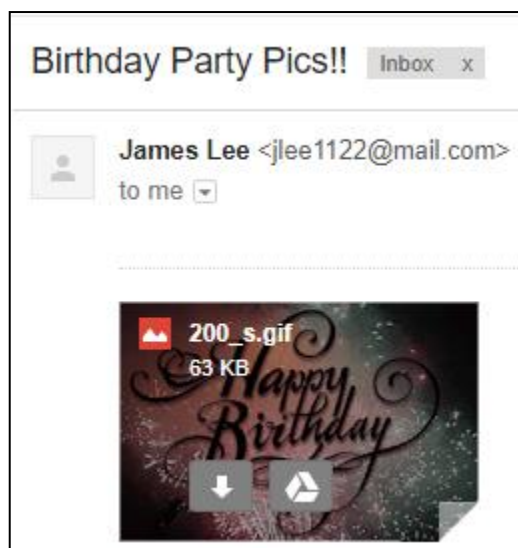 Birthday Party Pics!! Inbox x
James Lee <jlee1122@mail.com>
to me
200_s.gif
63 KB
Happy
Birthday